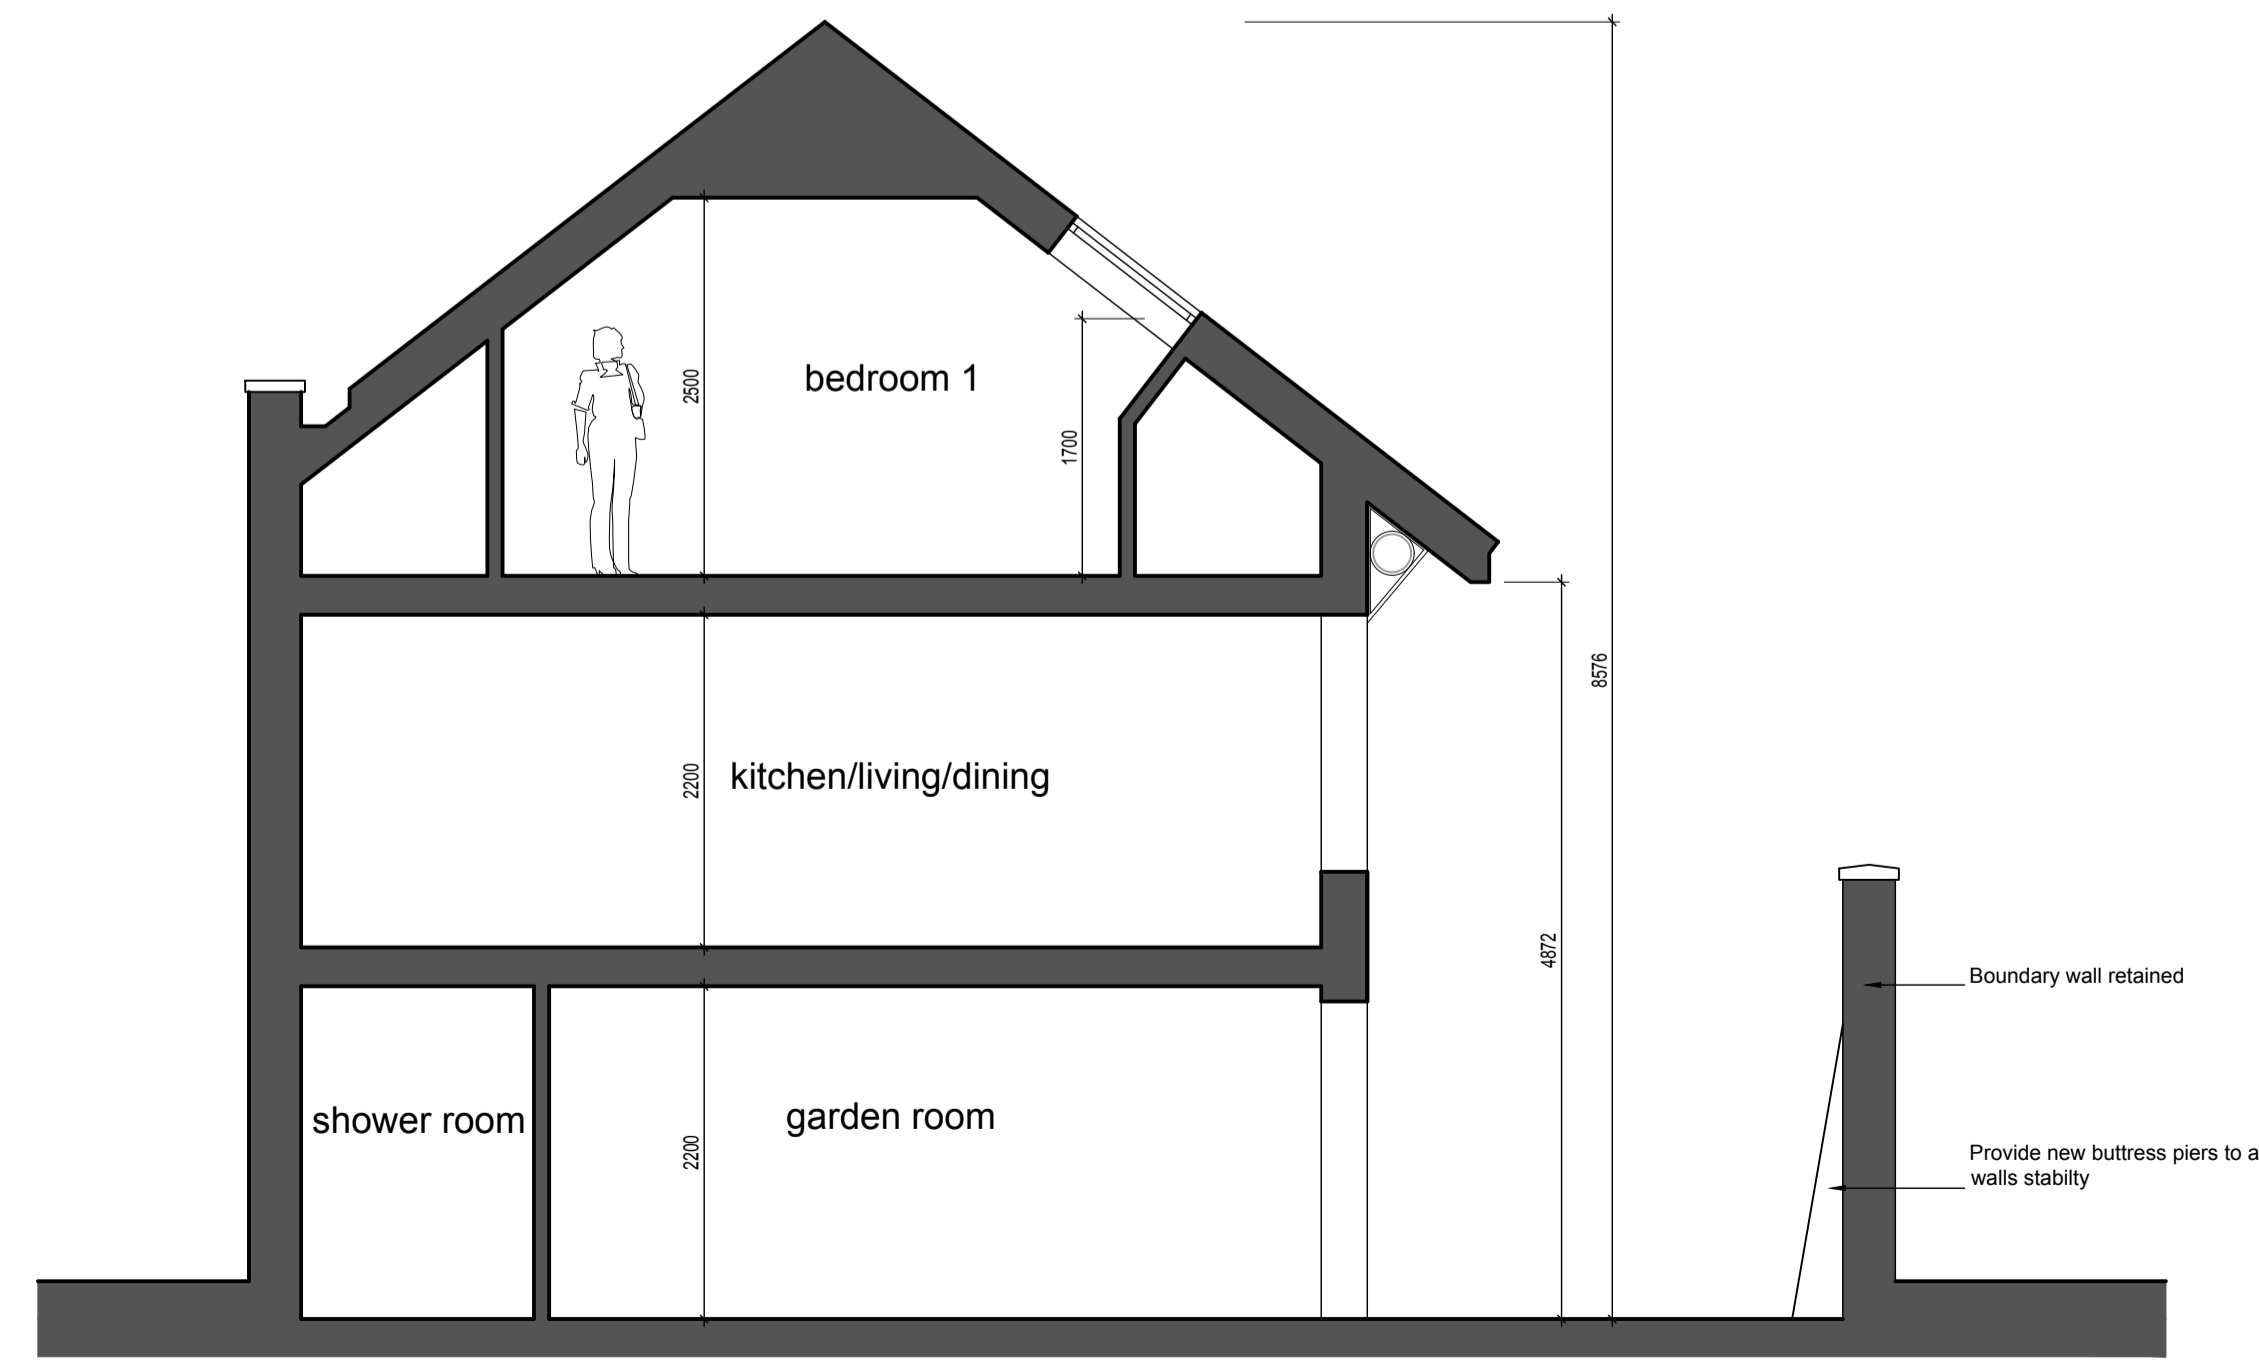 2500
bedroom 1
1700
8576
2200
kitchen/living/dining
4872
Boundary wall retained
shower room
2200
garden room
Provide new buttress piers to a
walls stabilty